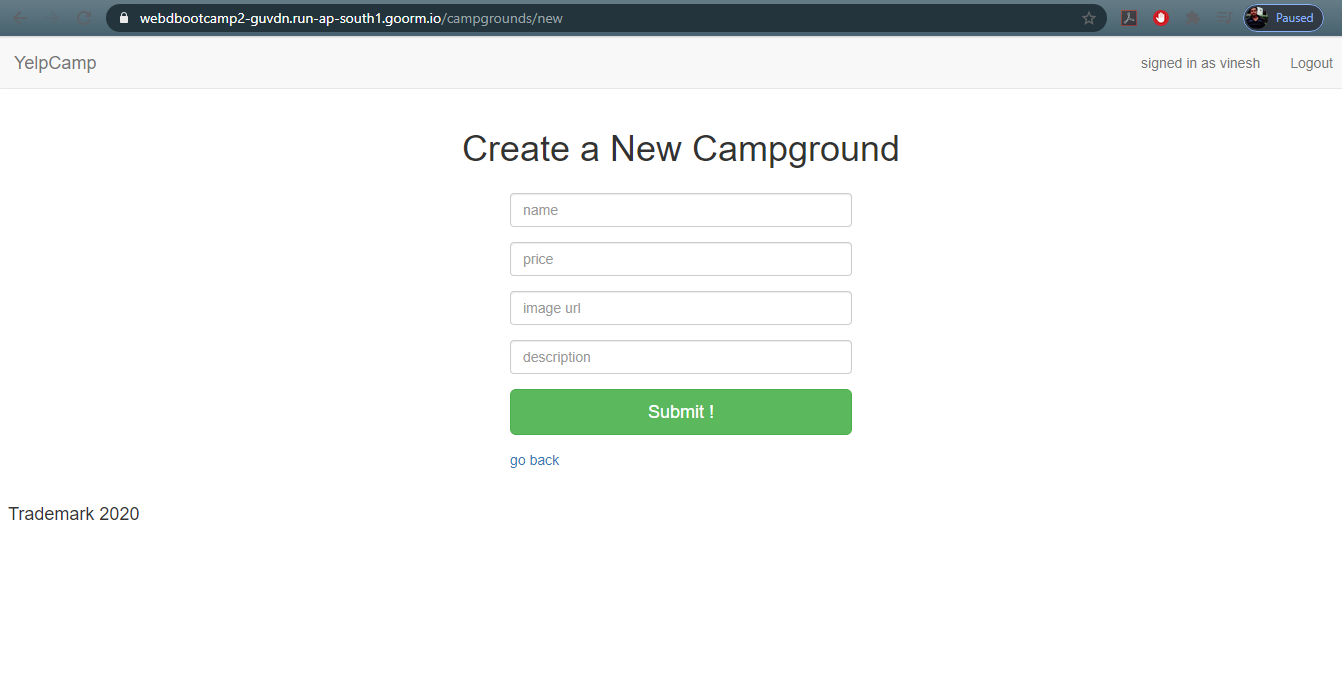 webdbootcamp2-guvdn.run-ap-south1.goorm.io/campgrounds/new
Paused
YelpCamp
signed in as vinesh
Logout
Create a New Campground
name
price
image url
description
Submit !
go back
Trademark 2020